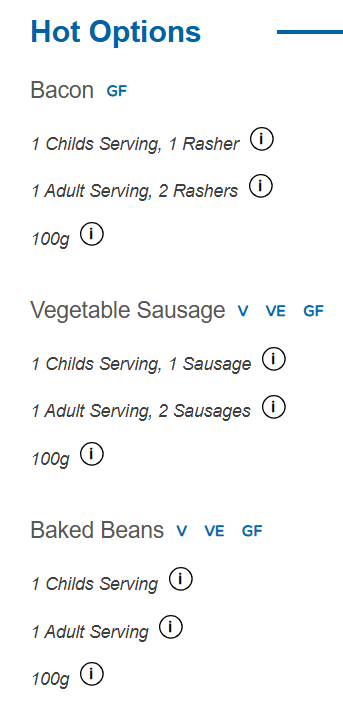 Hot Options
Bacon GF
1 Childs Serving, 1 Rasher i
1 Adult Serving, 2 Rashers i
100g i
Vegetable Sausage V VE GF
1 Childs Serving, 1 Sausage i
1 Adult Serving, 2 Sausages i
100g i
Baked Beans V VE GF
1 Childs Serving i
1 Adult Serving i
100g i